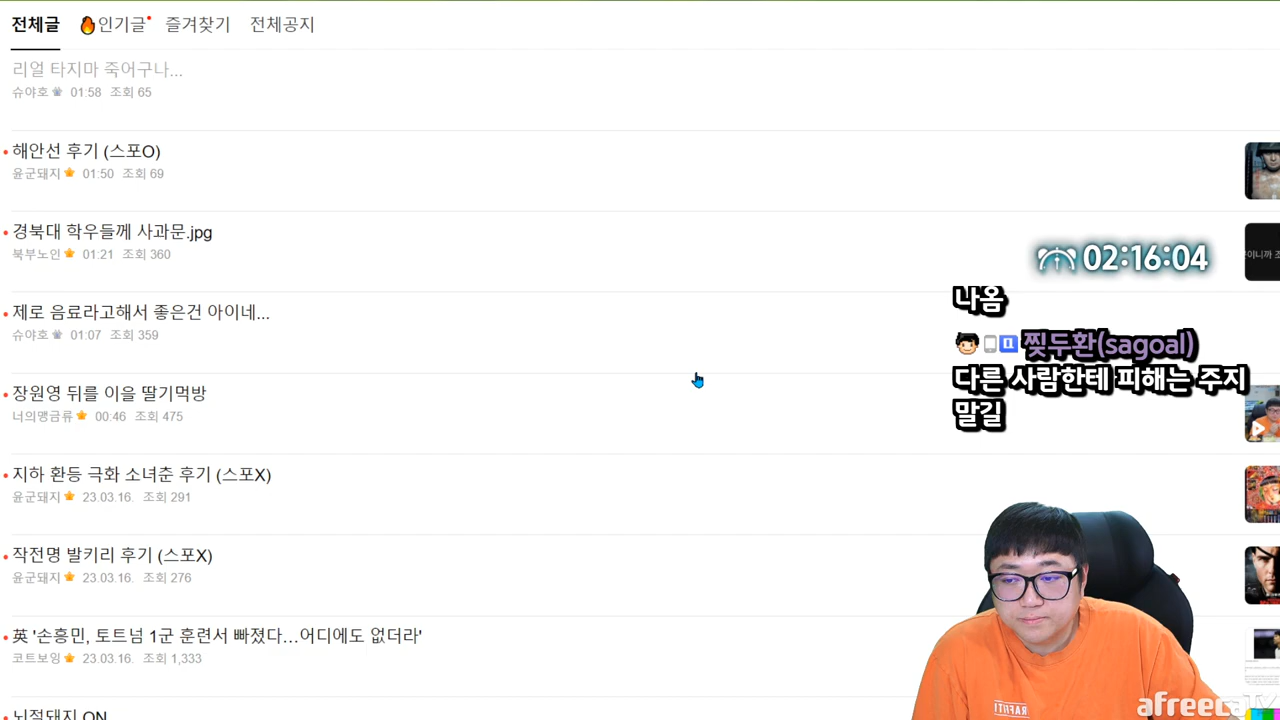 전체글 🔥인기글 즐겨찾기 전체공지
리얼 타지마 죽어구나...
슈야호 01:58 조회 65
해안선 후기 (스포O)
윤군돼지 01:50 조회 69
경북대 학우들께 사과문.jpg
북부노인 01:21 조회 360
02:16:04
나옴
제로 음료라고해서 좋은건 아이네...
슈야호 01:07 조회 359
찢두환(sagoal)
다른 사람한테 피해는 주지
말길
장원영 뒤를 이을 딸기먹방
너의맹금류 00:46 조회 475
지하 환등 극화 소녀춘 후기 (스포X)
윤군돼지 23.03.16. 조회 291
작전명 발키리 후기 (스포X)
윤군돼지 23.03.16. 조회 276
英 '손흥민, 토트넘 1군 훈련서 빠졌다…어디에도 없더라'
코트보잉 23.03.16. 조회 1,333
뇌절돼지 ON
afreecaTV